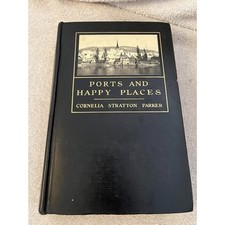 PORTS AND
HAPPY PLACES
CORNELIA STRATTON PARKER